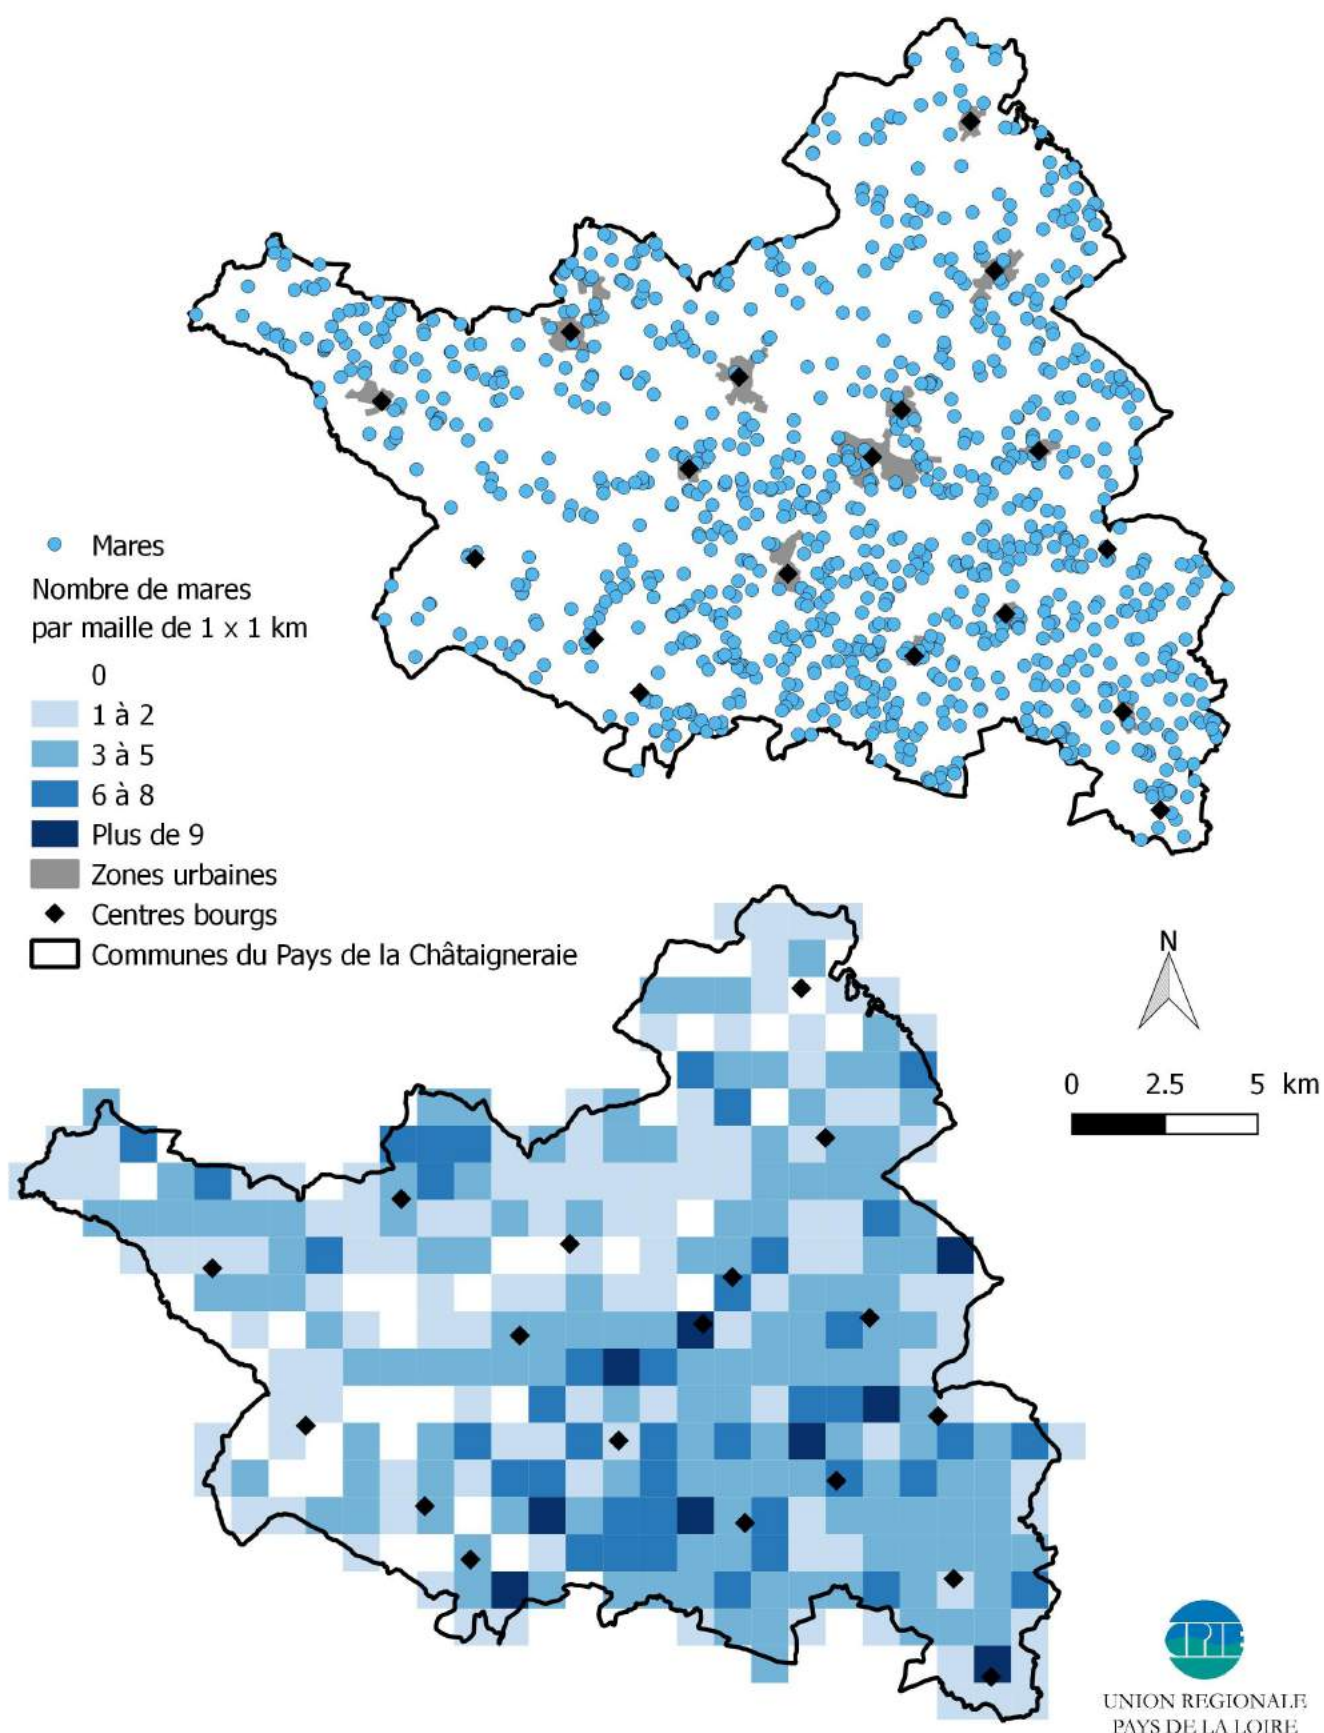 Mares
Nombre de mares
par maille de 1 x 1 km
0
1 à 2
3 à 5
6 à 8
Plus de 9
Zones urbaines
Centres bourgs
Communes du Pays de la Châtaigneraie
N
0 2.5 5 km
CPIE
UNION REGIONALE
PAYS DE LA LOIRE